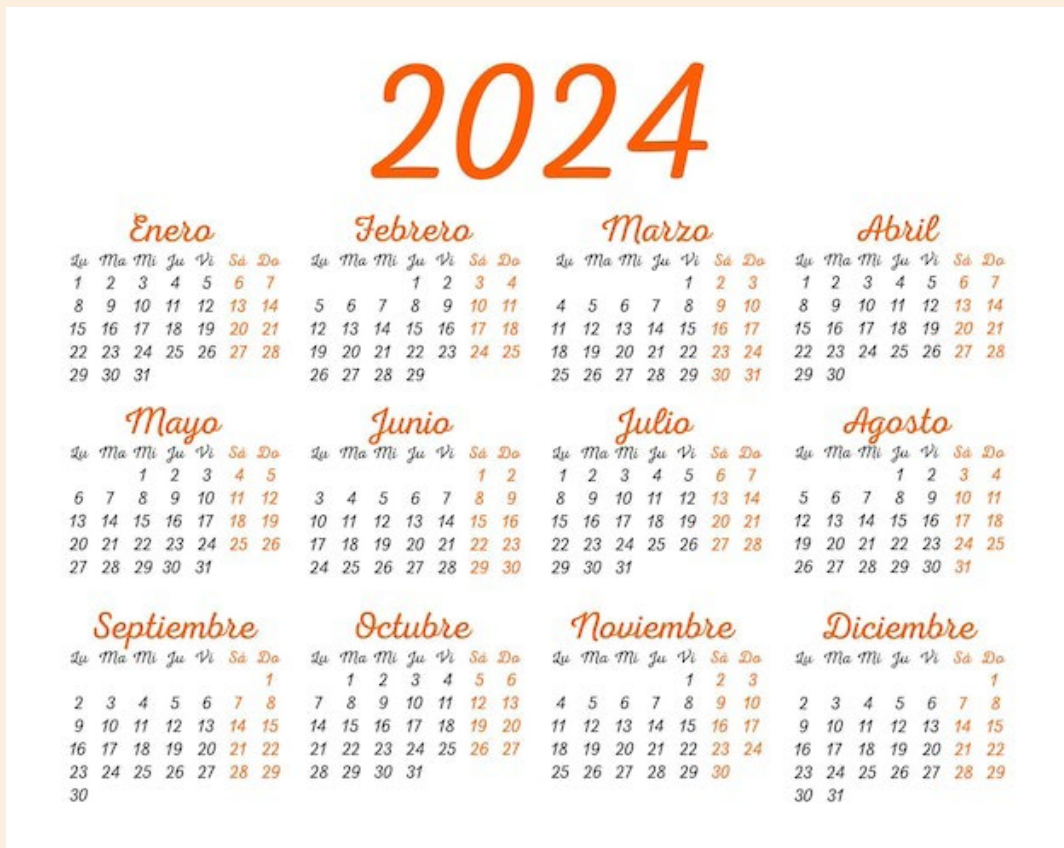 2024
Enero
Lu Ma Mi Ju Vi Sá Do
1 2 3 4 5 6 7
8 9 10 11 12 13 14
15 16 17 18 19 20 21
22 23 24 25 26 27 28
29 30 31
Febrero
Lu Ma Mi Ju Vi Sá Do
1 2 3 4
5 6 7 8 9 10 11
12 13 14 15 16 17 18
19 20 21 22 23 24 25
26 27 28 29
Marzo
Lu Ma Mi Ju Vi Sá Do
1 2 3
4 5 6 7 8 9 10
11 12 13 14 15 16 17
18 19 20 21 22 23 24
25 26 27 28 29 30 31
Abril
Lu Ma Mi Ju Vi Sá Do
1 2 3 4 5 6 7
8 9 10 11 12 13 14
15 16 17 18 19 20 21
22 23 24 25 26 27 28
29 30
Mayo
Lu Ma Mi Ju Vi Sá Do
1 2 3 4 5
6 7 8 9 10 11 12
13 14 15 16 17 18 19
20 21 22 23 24 25 26
27 28 29 30 31
Junio
Lu Ma Mi Ju Vi Sá Do
1 2
3 4 5 6 7 8 9
10 11 12 13 14 15 16
17 18 19 20 21 22 23
24 25 26 27 28 29 30
Julio
Lu Ma Mi Ju Vi Sá Do
1 2 3 4 5 6 7
8 9 10 11 12 13 14
15 16 17 18 19 20 21
22 23 24 25 26 27 28
29 30 31
Agosto
Lu Ma Mi Ju Vi Sá Do
1 2 3 4
5 6 7 8 9 10 11
12 13 14 15 16 17 18
19 20 21 22 23 24 25
26 27 28 29 30 31
Septiembre
Lu Ma Mi Ju Vi Sá Do
1
2 3 4 5 6 7 8
9 10 11 12 13 14 15
16 17 18 19 20 21 22
23 24 25 26 27 28 29
30
Octubre
Lu Ma Mi Ju Vi Sá Do
1 2 3 4 5 6
7 8 9 10 11 12 13
14 15 16 17 18 19 20
21 22 23 24 25 26 27
28 29 30 31
Noviembre
Lu Ma Mi Ju Vi Sá Do
1 2 3
4 5 6 7 8 9 10
11 12 13 14 15 16 17
18 19 20 21 22 23 24
25 26 27 28 29 30
Diciembre
Lu Ma Mi Ju Vi Sá Do
1
2 3 4 5 6 7 8
9 10 11 12 13 14 15
16 17 18 19 20 21 22
23 24 25 26 27 28 29
30 31